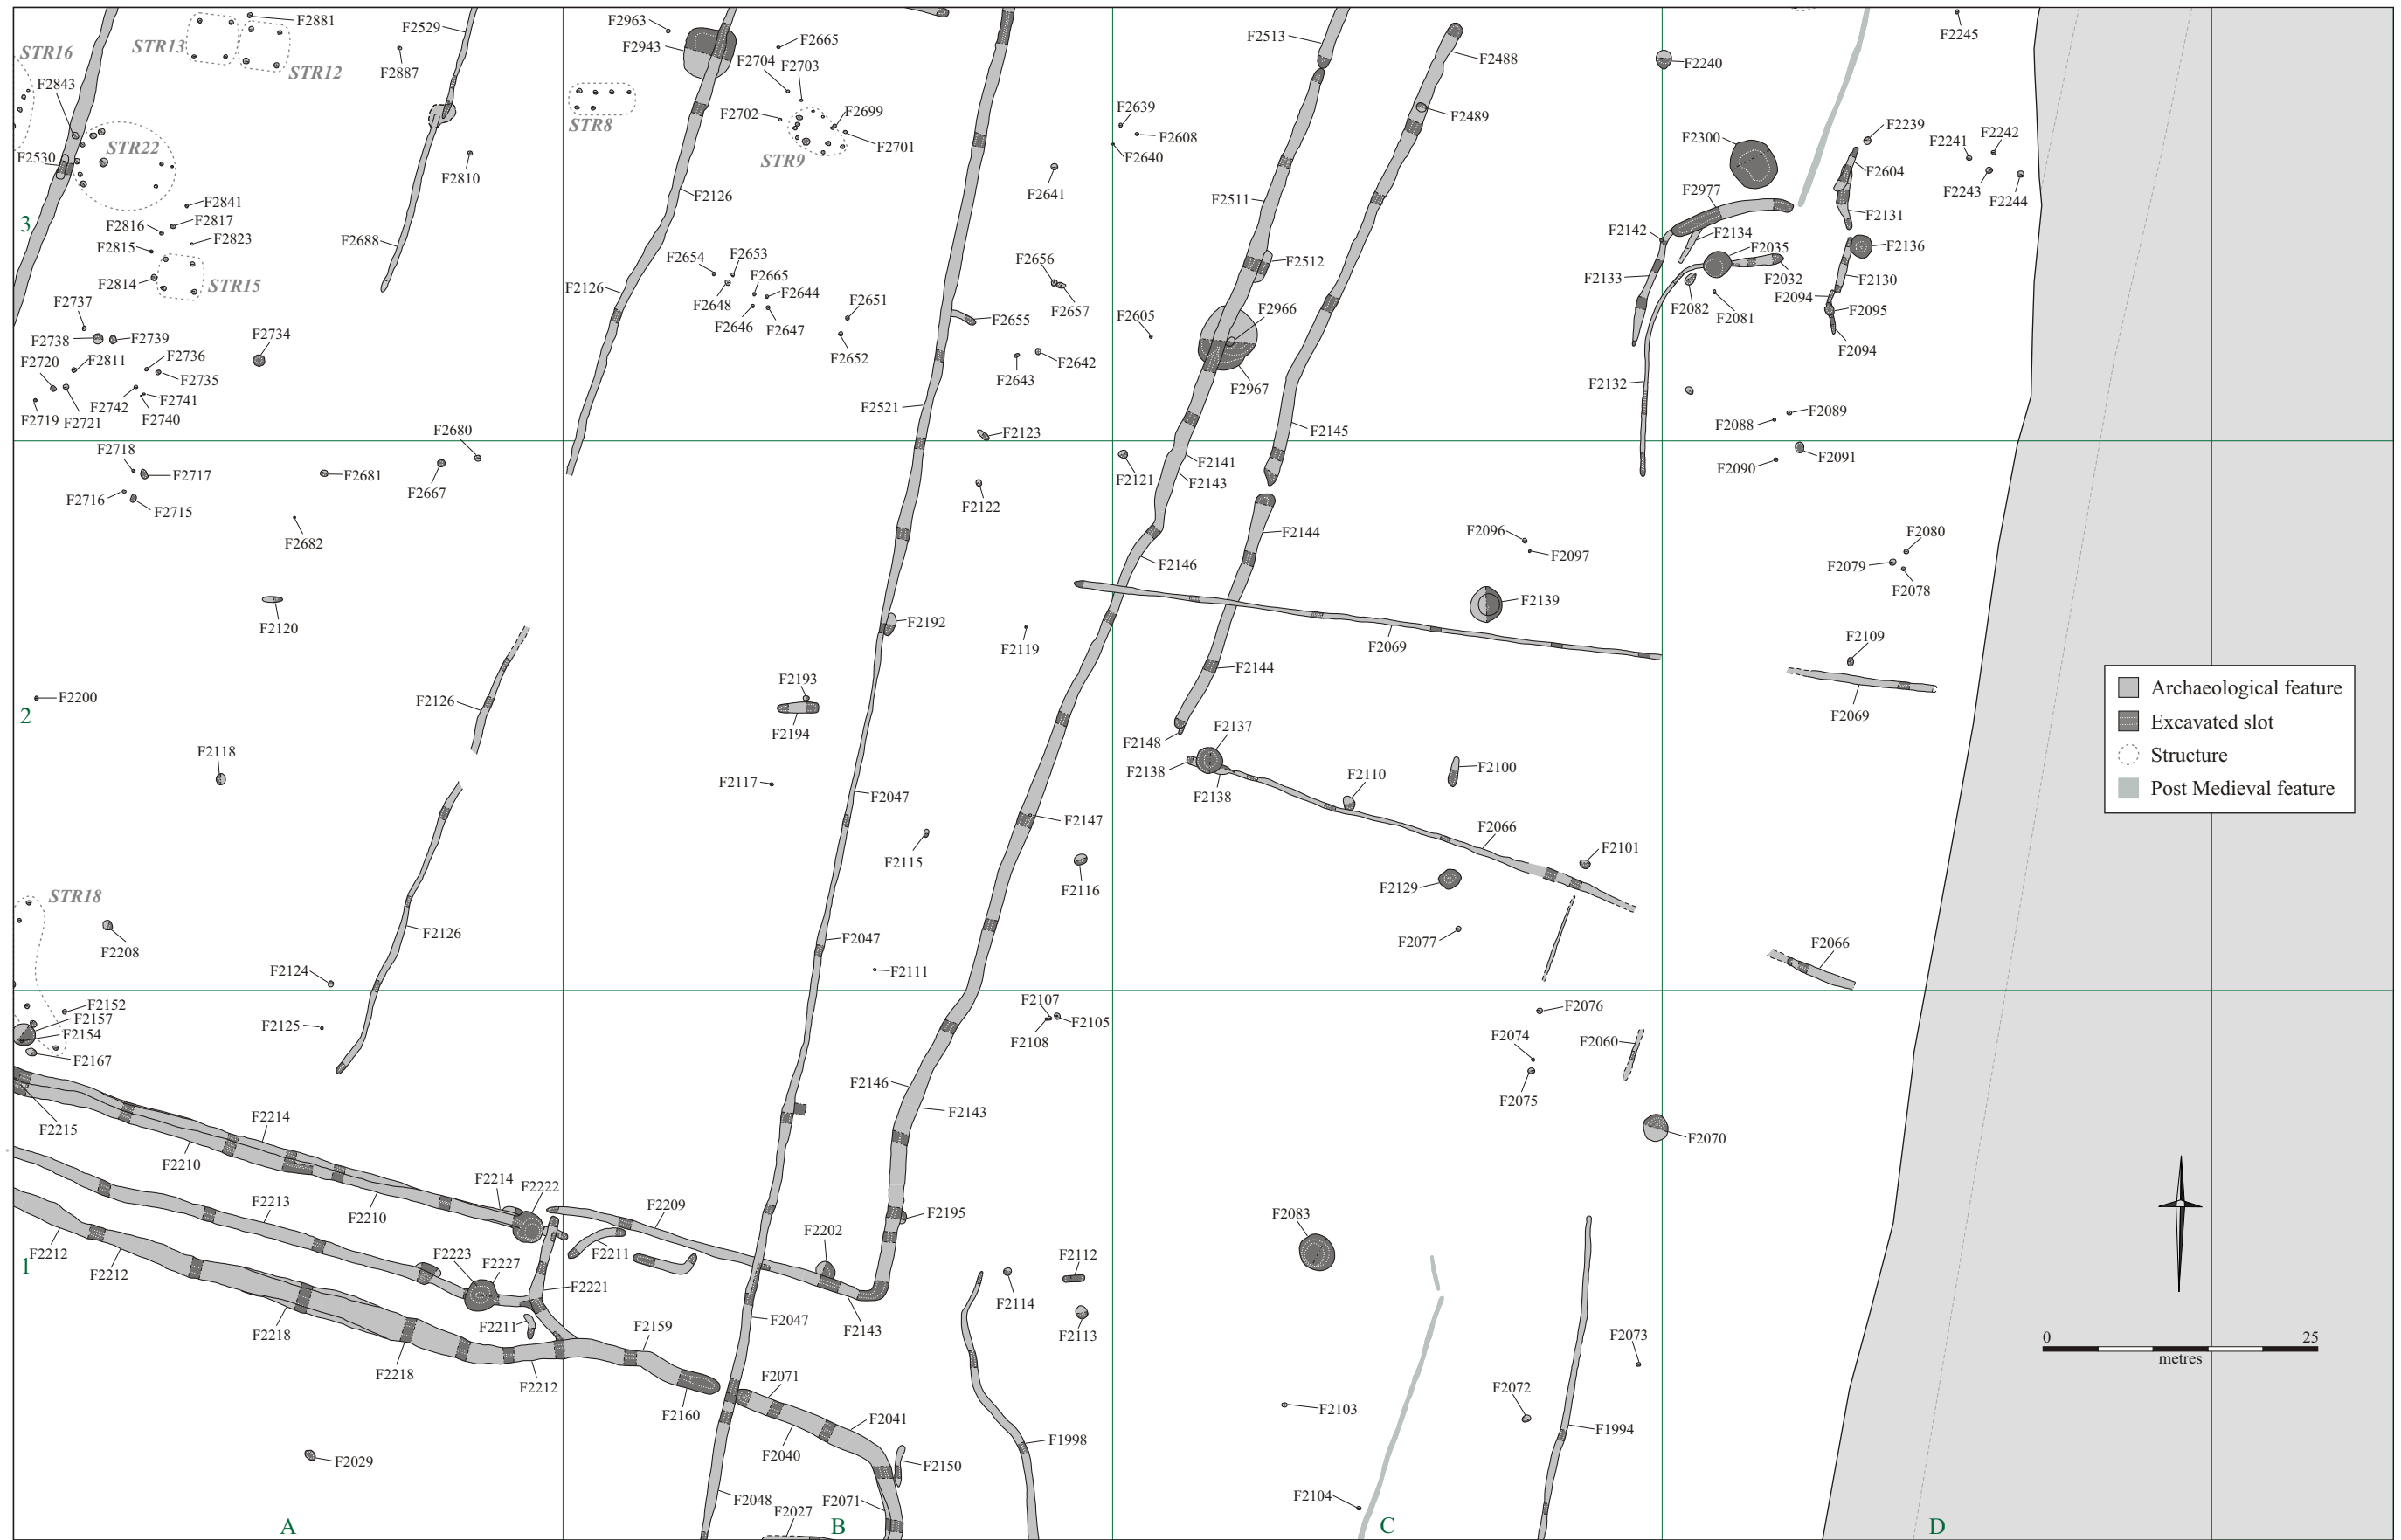 F2881
F2963
F2529
F2943
F2665
F2513
F2245
STR13
STR16
STR12
F2704
F2703
F2488
F2240
F2887
F2843
F2639
F2699
F2702
STR8
F2489
F2608
F2239
F2242
F2241
F2300
STR22
F2701
F2640
STR9
F2530
F2810
F2604
F2641
F2243
F2244
F2977
F2126
F2511
F2841
F2131
3
F2816
F2817
F2142
F2134
F2823
F2688
F2815
F2035
F2136
F2654
F2653
F2656
F2512
F2133
F2032
F2130
F2814
STR15
F2126
F2665
F2644
F2648
F2651
F2094
F2737
F2082
F2081
F2095
F2657
F2605
F2966
F2655
F2646
F2647
F2738
F2739
F2734
F2652
F2094
F2720
F2811
F2736
F2642
F2735
F2643
F2132
F2967
F2742
F2741
F2521
F2719
F2721
F2740
F2089
F2088
F2680
F2123
F2145
F2718
F2141
F2091
F2717
F2681
F2667
F2121
F2143
F2090
F2716
F2715
F2122
F2682
F2096
F2144
F2080
F2097
F2146
F2079
F2078
F2139
F2120
F2192
F2119
F2069
F2109
F2144
F2193
Archaeological feature
F2200
F2126
2
F2069
Excavated slot
F2194
F2137
F2148
F2118
Structure
F2138
F2100
F2110
F2117
F2138
Post Medieval feature
F2047
F2147
F2066
F2101
F2115
F2116
F2129
STR18
F2208
F2126
F2047
F2077
F2066
F2124
F2111
F2152
F2107
F2076
F2157
F2125
F2105
F2154
F2074
F2060
F2108
F2167
F2146
F2075
F2143
F2214
F2215
F2070
F2210
F2214
F2222
F2213
F2209
F2210
F2195
F2083
F2202
F2212
F2211
F2223
F2112
1
F2227
F2212
F2221
F2114
F2047
F2211
F2159
F2143
F2113
F2218
F2073
0
25
metres
F2218
F2071
F2212
F2072
F2160
F2041
F2103
F1994
F2040
F1998
F2029
F2150
F2104
F2048
F2071
F2027
A
B
C
D